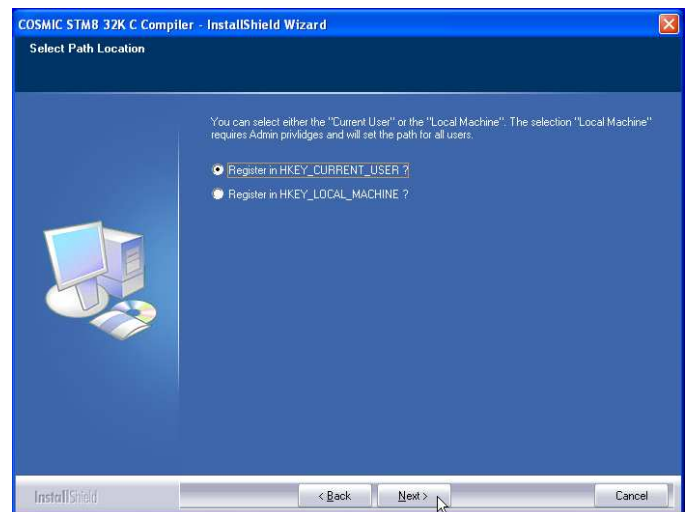 COSMIC STM8 32K C Compiler - InstallShield Wizard
Select Path Location
You can select either the "Current User" or the "Local Machine". The selection "Local Machine"
requires Admin privlidges and will set the path for all users.
Register in HKEY_CURRENT_USER ?
Register in HKEY_LOCAL_MACHINE ?
InstallShield
< Back
Next >
Cancel